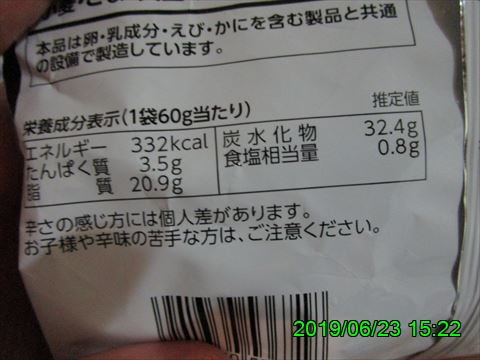 本品は卵・乳成分・えび・かにを含む製品と共通
の設備で製造しています。
栄養成分表示(1袋60g当たり) 推定値
エネルギー 332kcal 炭水化物 32.4g
たんぱく質 3.5g 食塩相当量 0.8g
脂質 20.9g
辛さの感じ方には個人差があります。
お子様や辛味の苦手な方は、ご注意ください。
2019/06/23 15:22